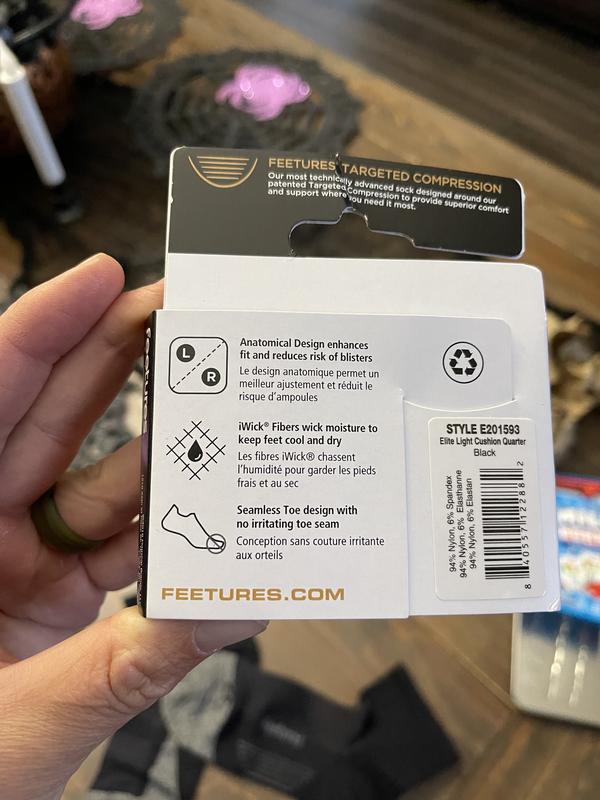 FEETURES TARGETED COMPRESSION
Our most technically advanced sock designed around our
patented Targeted Compression to provide superior comfort
and support where you need it most.
L
R
Anatomical Design enhances
fit and reduces risk of blisters
Le design anatomique permet un
meilleur ajustement et réduit le
risque d'ampoules
iWick® Fibers wick moisture to
keep feet cool and dry
Les fibres iWick® chassent
l'humidité pour garder les pieds
frais et au sec
Seamless Toe design with
no irritating toe seam
Conception sans couture irritante
aux orteils
FEETURES.COM
STYLE E201593
Elite Light Cushion Quarter
Black
94% Nylon, 6% Spandex
94% Nylon, 6% Elasthanne
94% Nylon, 6% Elastan
8 40557 12288 2